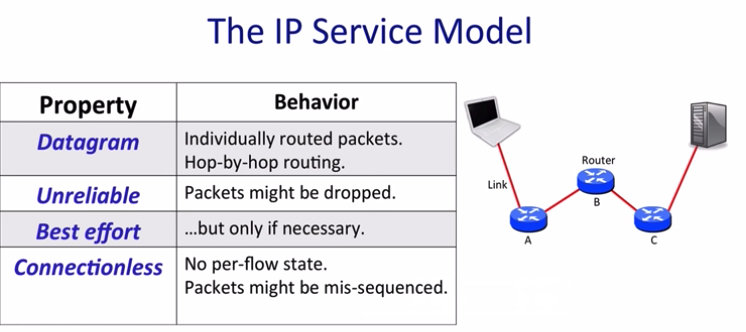 The IP Service Model
Property
Behavior
Datagram
Individually routed packets.
Hop-by-hop routing.
Unreliable
Packets might be dropped.
Best effort
...but only if necessary.
Connectionless
No per-flow state.
Packets might be mis-sequenced.
Router
Link
B
A
C